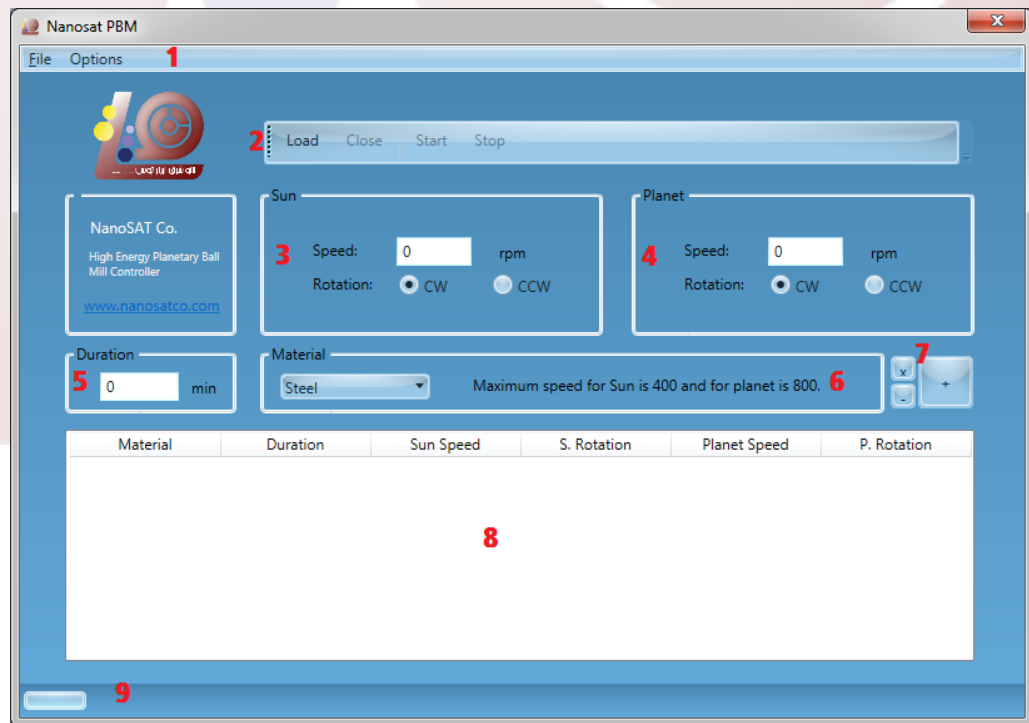 Nanosat PBM
x
File Options 1
2 Load Close Start Stop
NanoSAT Co.
High Energy Planetary Ball
Mill Controller
www.nanosatco.com
Sun
3 Speed: 0 rpm
Rotation: CW CCW
Planet
4 Speed: 0 rpm
Rotation: CW CCW
Duration
5 0 min
Material
Steel Maximum speed for Sun is 400 and for planet is 800. 6
7
x
-
+
Material Duration Sun Speed S. Rotation Planet Speed P. Rotation
8
9